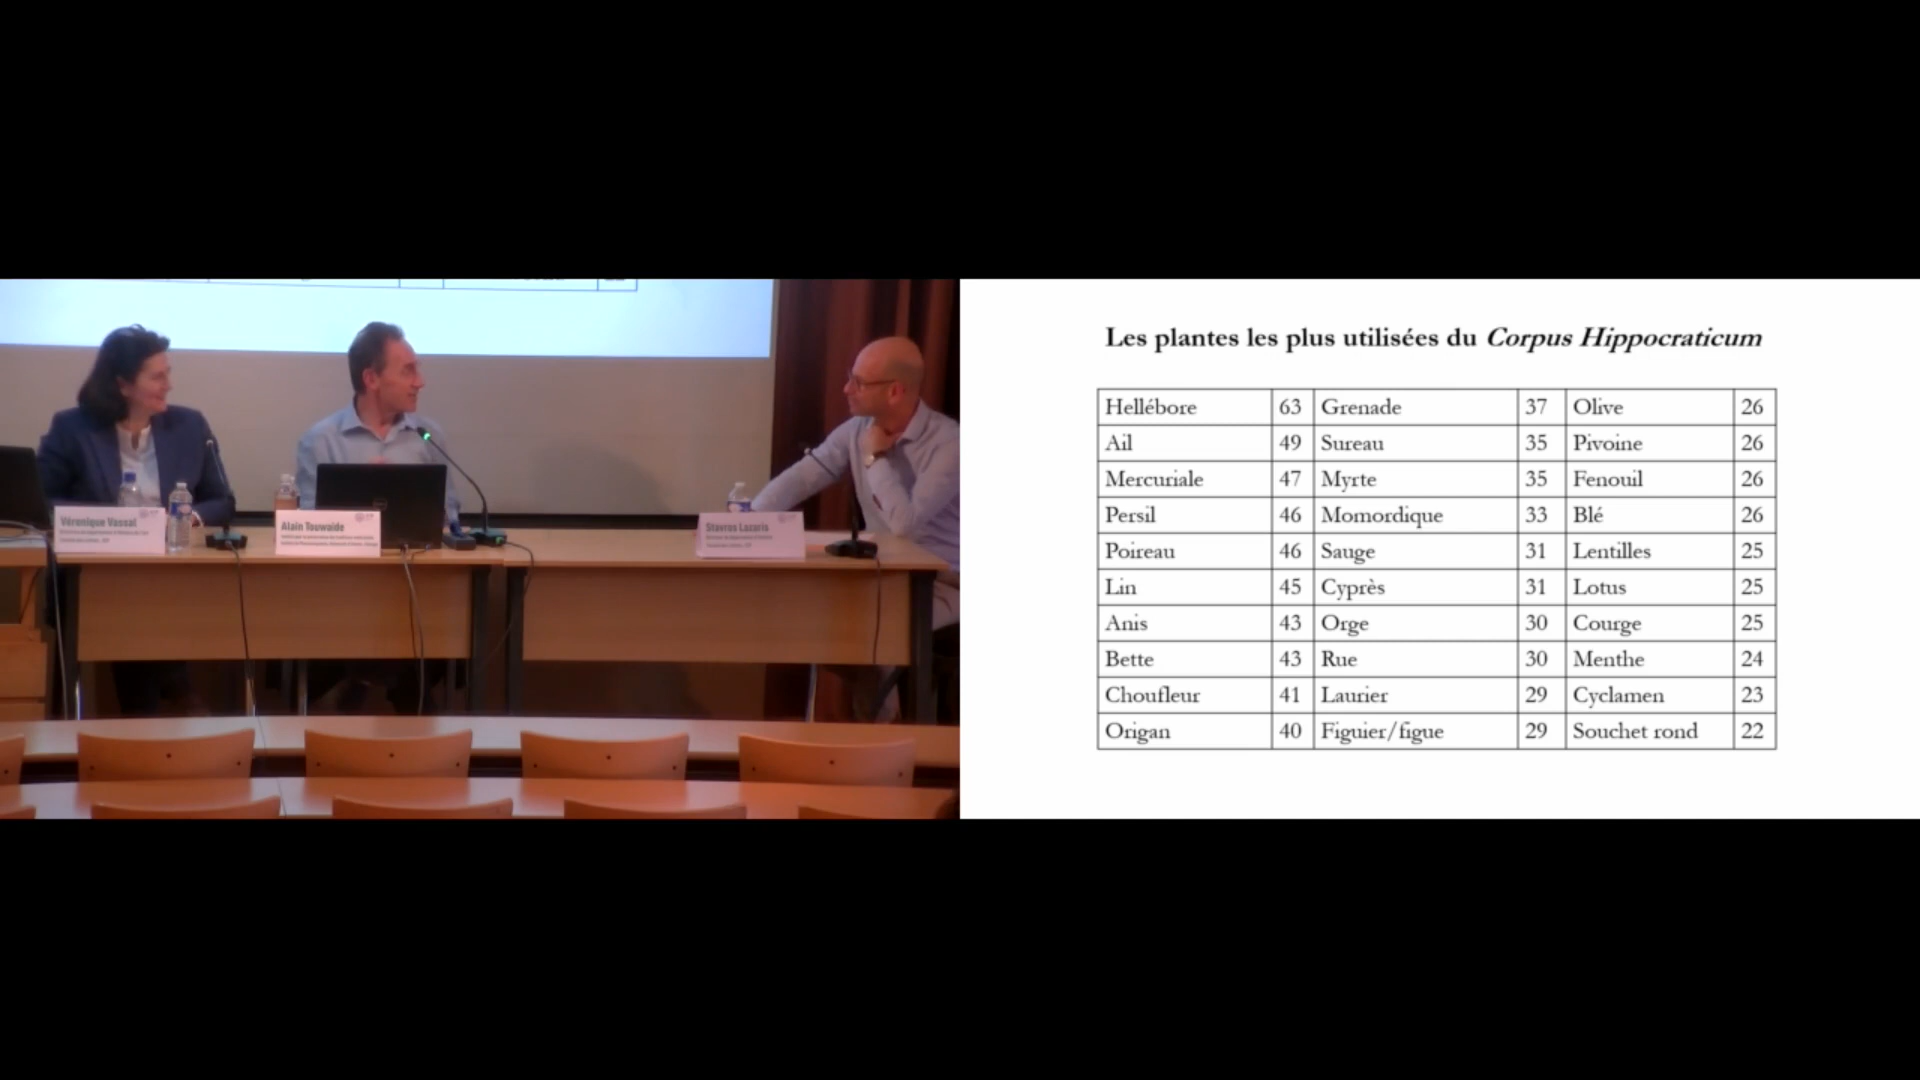 Véronique Vassal
Alain Touwaide
Stavros Lazaris
Les plantes les plus utilisées du Corpus Hippocraticum
Hellébore 63 Grenade 37 Olive 26
Ail 49 Sureau 35 Pivoine 26
Mercuriale 47 Myrte 35 Fenouil 26
Persil 46 Momordique 33 Blé 26
Poireau 46 Sauge 31 Lentilles 25
Lin 45 Cyprès 31 Lotus 25
Anis 43 Orge 30 Courge 25
Bette 43 Rue 30 Menthe 24
Choufleur 41 Laurier 29 Cyclamen 23
Origan 40 Figuier/figue 29 Souchet rond 22